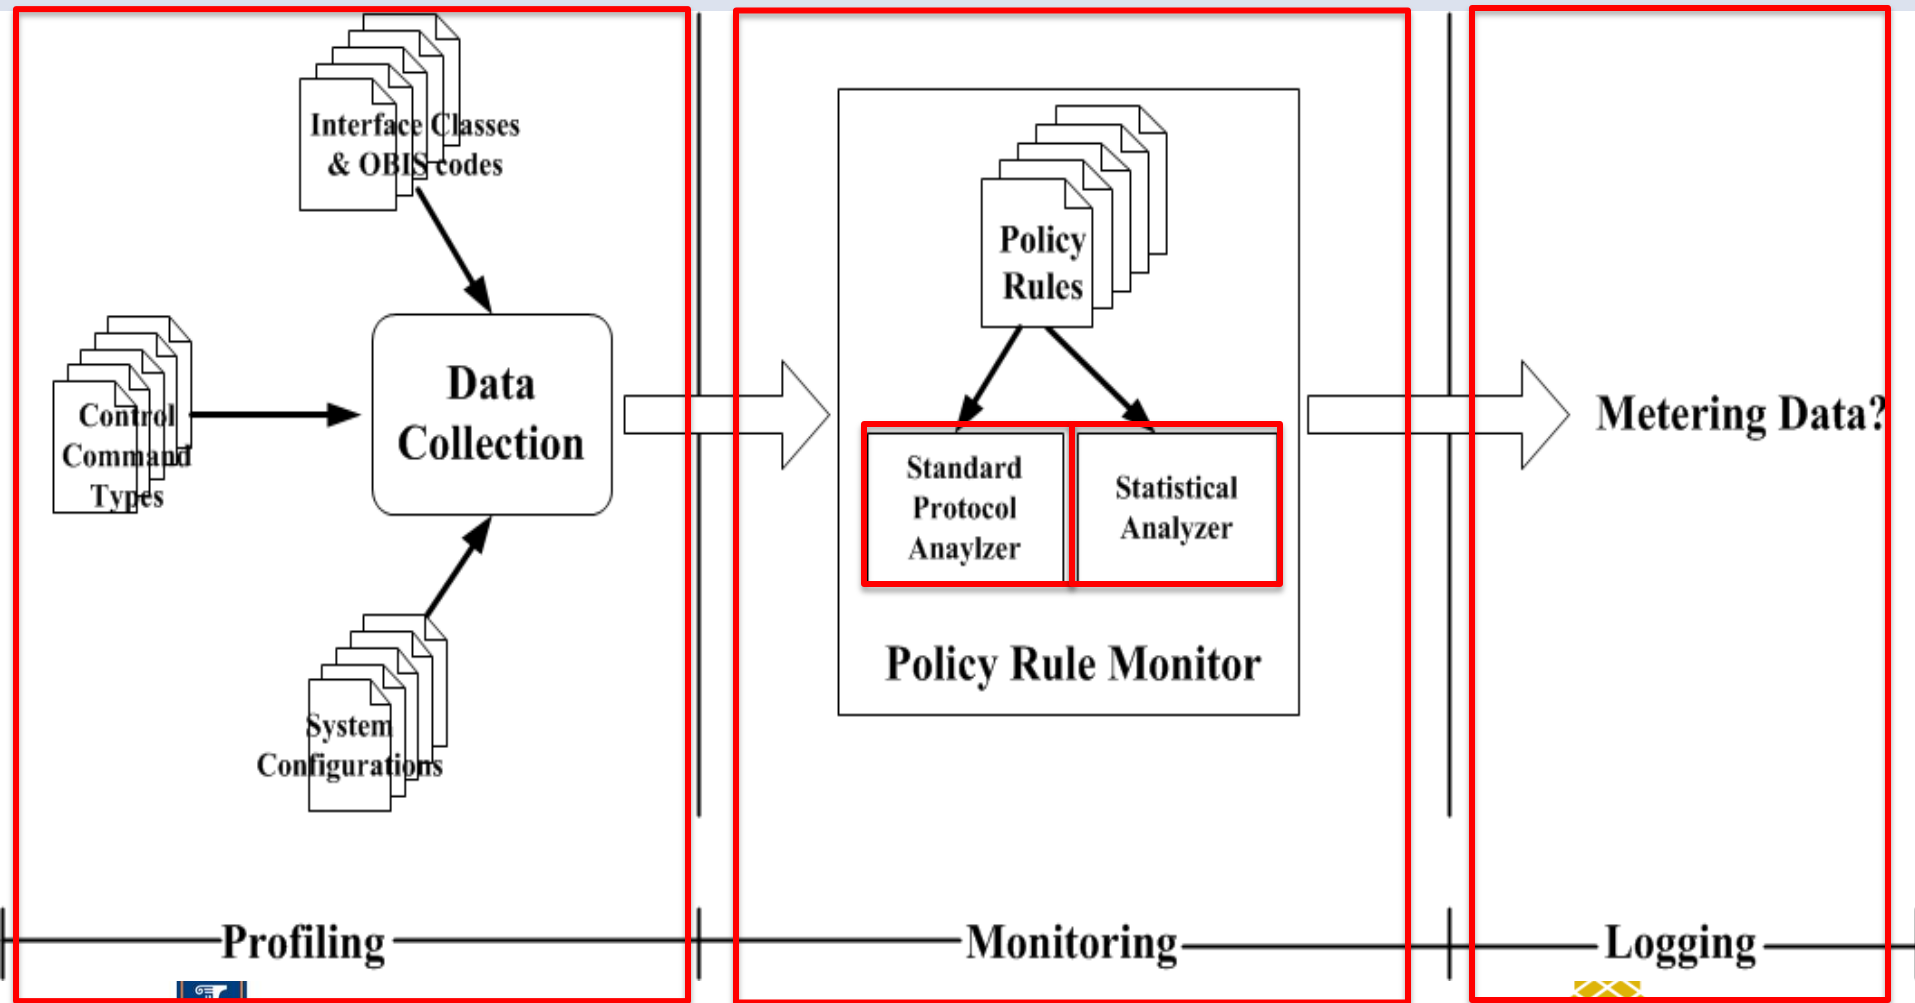 Interface Classes
& OBIS codes
Control
Command
Types
Data
Collection
System
Configurations
Profiling
Policy
Rules
Standard
Protocol
Anaylzer
Statistical
Analyzer
Policy Rule Monitor
Monitoring
Metering Data?
Logging